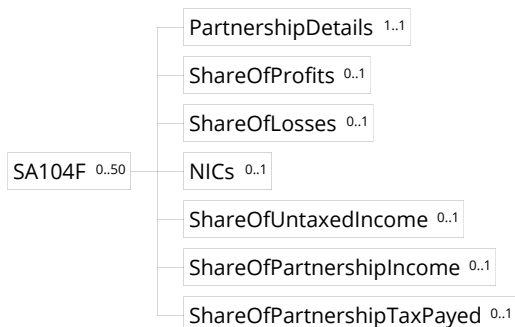 PartnershipDetails 1..1
ShareOfProfits 0..1
ShareOfLosses 0..1
SA104F 0..50
NICs 0..1
ShareOfUntaxedIncome 0..1
ShareOfPartnershipIncome 0..1
ShareOfPartnershipTaxPayed 0..1